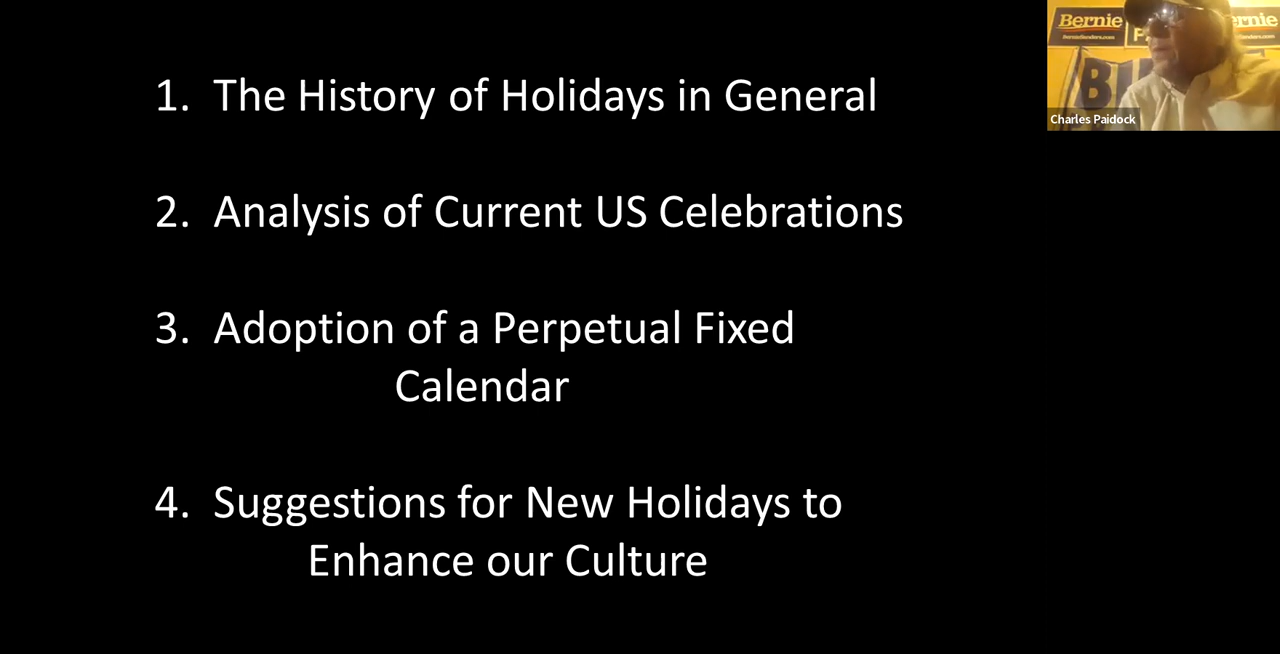 1. The History of Holidays in General
2. Analysis of Current US Celebrations
3. Adoption of a Perpetual Fixed
Calendar
4. Suggestions for New Holidays to
Enhance our Culture
Bernie
ernie
Charles Paidock